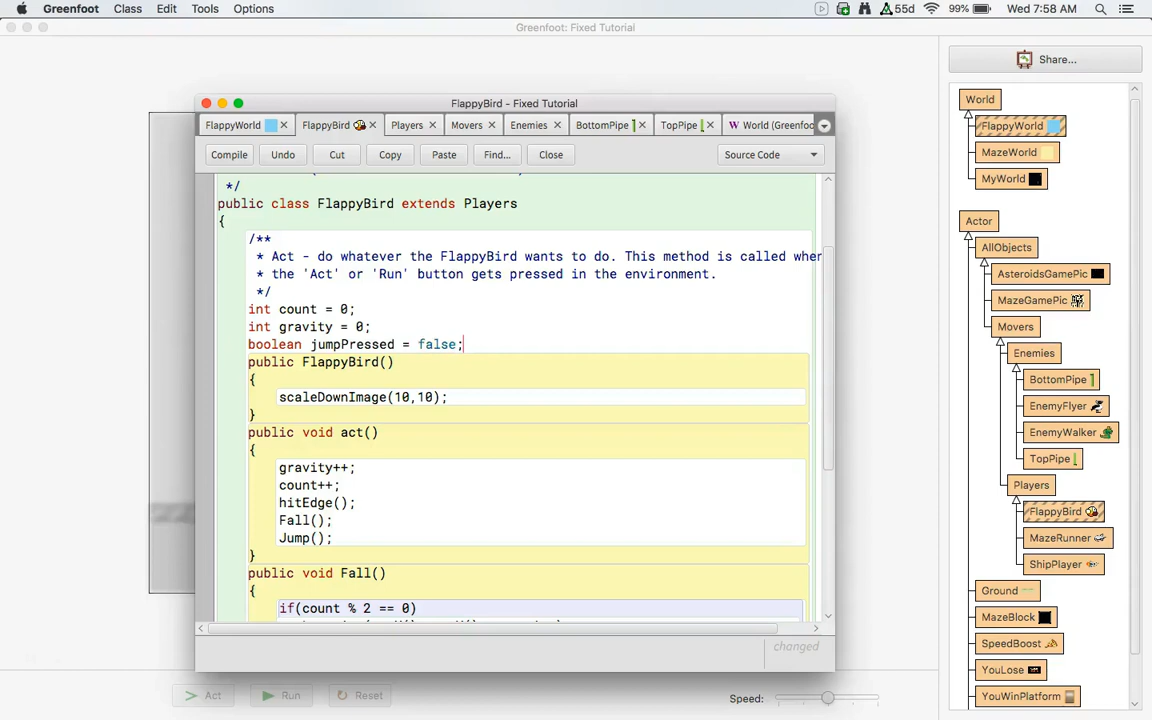 Greenfoot Class Edit Tools Options 55d 99% Wed 7:58 AM
Greenfoot: Fixed Tutorial
Share...
FlappyBird - Fixed Tutorial
FlappyWorld FlappyBird Players Movers Enemies BottomPipe TopPipe World (Greenfoo
Compile Undo Cut Copy Paste Find... Close Source Code
*/
public class FlappyBird extends Players
{
/**
* Act - do whatever the FlappyBird wants to do. This method is called when
* the 'Act' or 'Run' button gets pressed in the environment.
*/
int count = 0;
int gravity = 0;
boolean jumpPressed = false;
public FlappyBird()
{
scaleDownImage(10,10);
}
public void act()
{
gravity++;
count++;
hitEdge();
Fall();
Jump();
}
public void Fall()
{
if(count % 2 == 0)
changed
World
FlappyWorld
MazeWorld
MyWorld
Actor
AllObjects
AsteroidsGamePic
MazeGamePic
Movers
Enemies
BottomPipe
EnemyFlyer
EnemyWalker
TopPipe
Players
FlappyBird
MazeRunner
ShipPlayer
Ground
MazeBlock
SpeedBoost
YouLose
YouWinPlatform
Act Run Reset Speed: